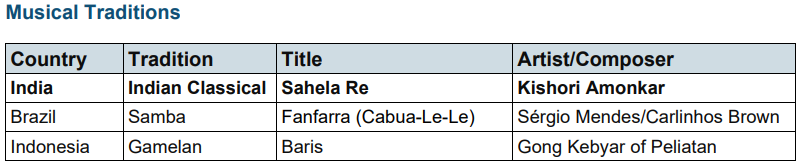 Musical Traditions
Country Tradition Title Artist/Composer
India Indian Classical Sahela Re Kishori Amonkar
Brazil Samba Fanfarra (Cabua-Le-Le) Sérgio Mendes/Carlinhos Brown
Indonesia Gamelan Baris Gong Kebyar of Peliatan